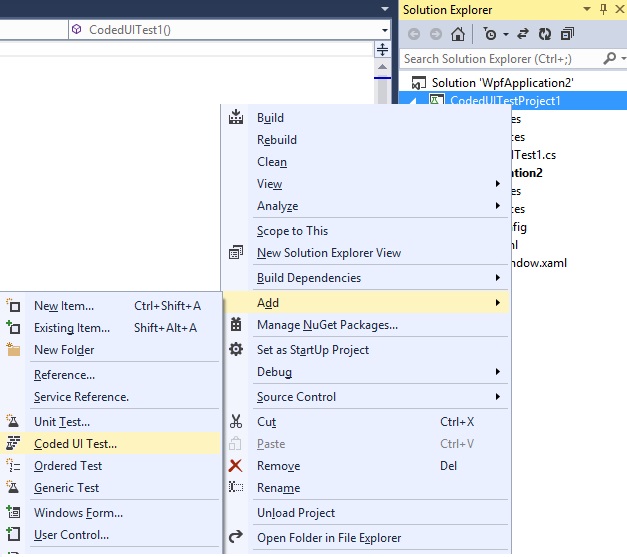 CodedUITest1()
Solution Explorer
Search Solution Explorer (Ctrl+;)
Solution 'WpfApplication2'
CodedUITestProject1
es
es
ITest1.cs
tion2
es
es
fig
ml
ndow.xaml
Build
Rebuild
Clean
View
Analyze
Scope to This
New Solution Explorer View
Build Dependencies
Add
Manage NuGet Packages...
Set as StartUp Project
Debug
Source Control
Cut Ctrl+X
Paste Ctrl+V
Remove Del
Rename
Unload Project
Open Folder in File Explorer
New Item... Ctrl+Shift+A
Existing Item... Shift+Alt+A
New Folder
Reference...
Service Reference.
Unit Test...
Coded UI Test...
Ordered Test
Generic Test
Windows Form...
User Control...